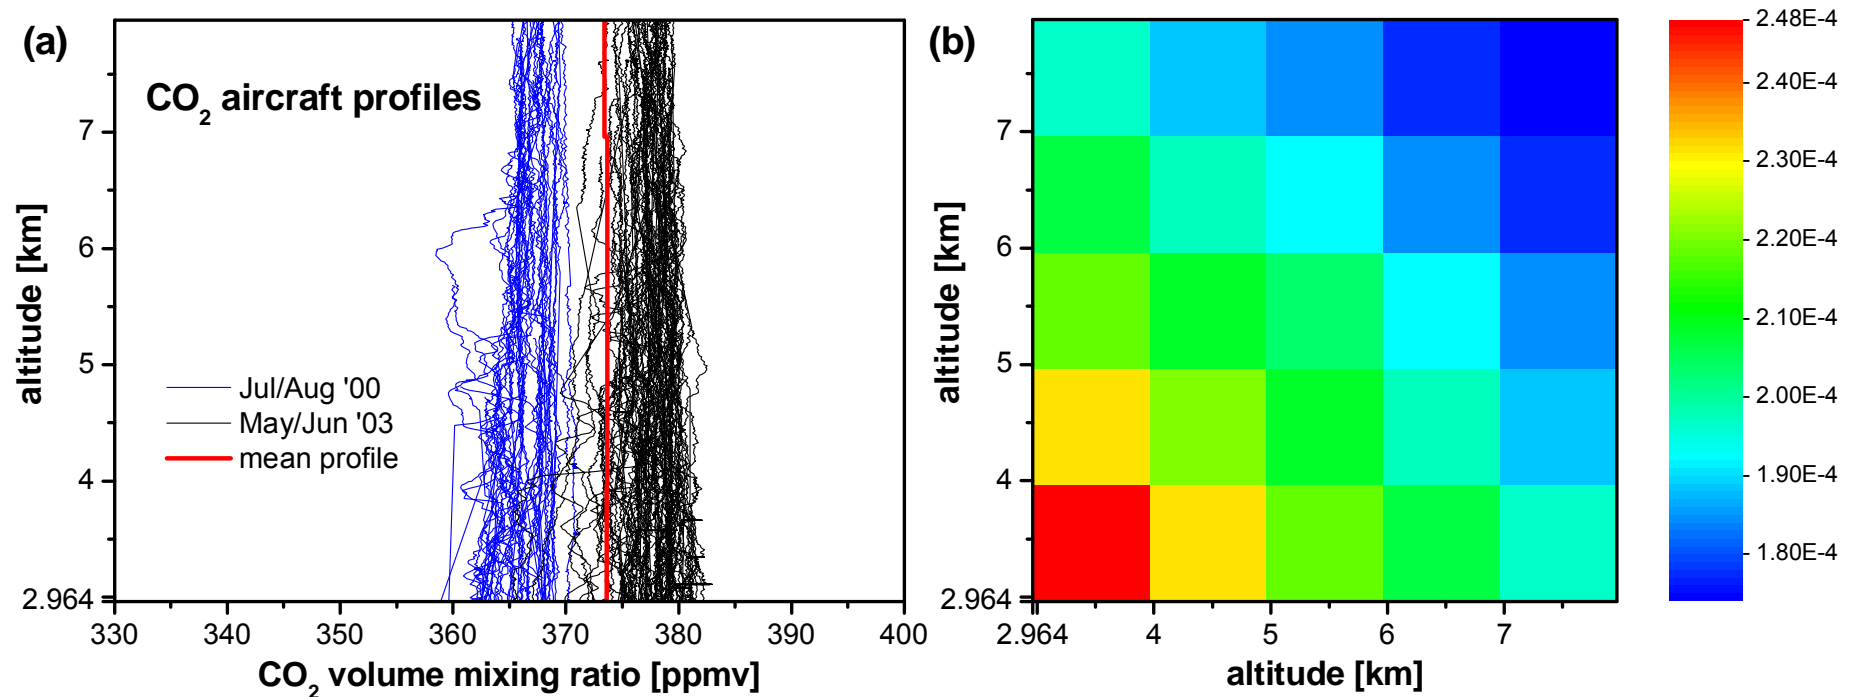 (a)
CO2 aircraft profiles
7
6
5
4
2.964
altitude [km]
Jul/Aug '00
May/Jun '03
mean profile
330 340 350 360 370 380 390 400
CO2 volume mixing ratio [ppmv]
(b)
7
6
5
4
2.964
altitude [km]
2.964 4 5 6 7
altitude [km]
2.48E-4
2.40E-4
2.30E-4
2.20E-4
2.10E-4
2.00E-4
1.90E-4
1.80E-4